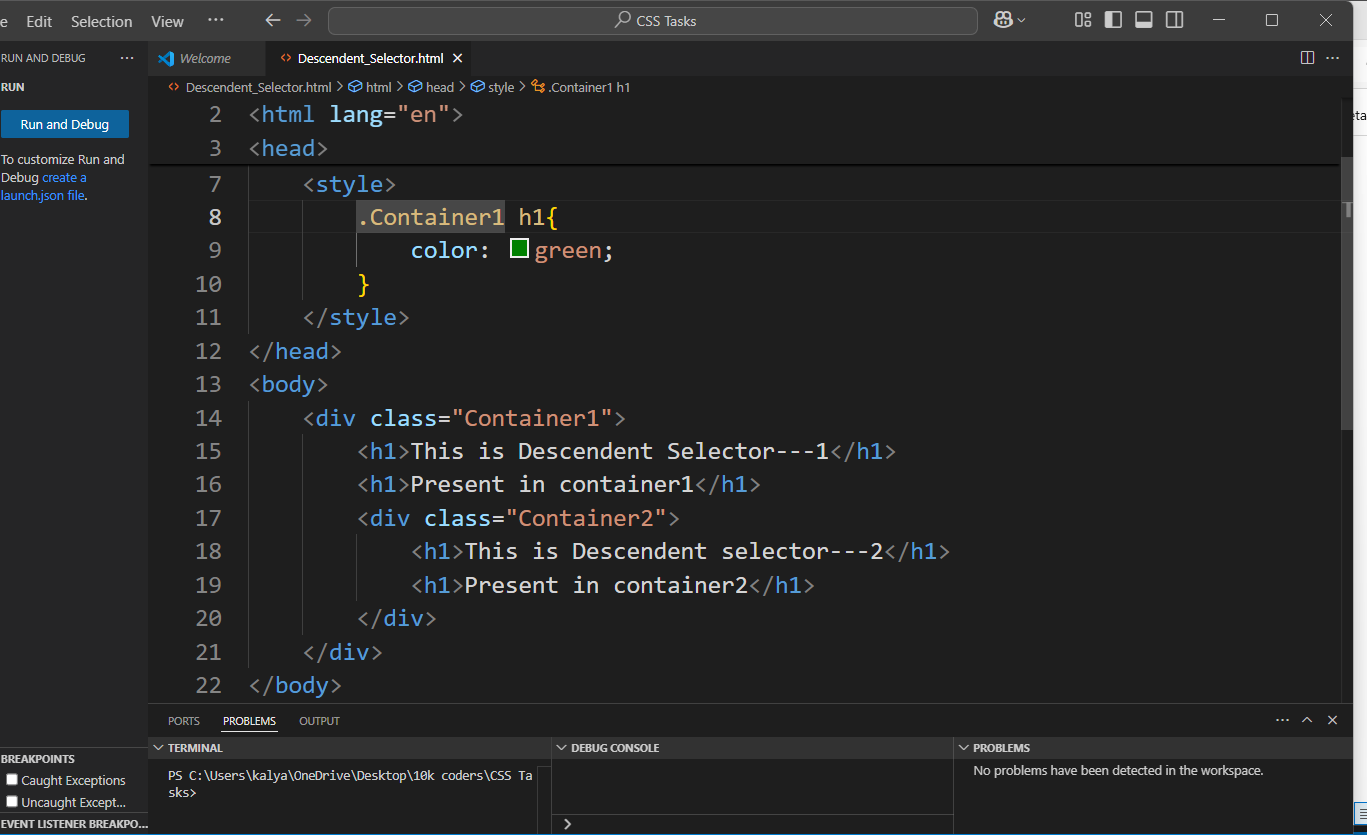 e Edit Selection View ··· CSS Tasks
RUN AND DEBUG ··· Welcome Descendent_Selector.html
RUN Descendent_Selector.html > html > head > style > .Container1 h1
Run and Debug
To customize Run and
Debug create a
launch.json file.
2 <html lang="en">
3 <head>
7 <style>
8 .Container1 h1{
9 color: green;
10 }
11 </style>
12 </head>
13 <body>
14 <div class="Container1">
15 <h1>This is Descendent Selector---1</h1>
16 <h1>Present in container1</h1>
17 <div class="Container2">
18 <h1>This is Descendent selector---2</h1>
19 <h1>Present in container2</h1>
20 </div>
21 </div>
22 </body>
PORTS PROBLEMS OUTPUT
TERMINAL
PS C:\Users\kalya\OneDrive\Desktop\10k coders\CSS Ta
sks>
DEBUG CONSOLE
>
PROBLEMS
No problems have been detected in the workspace.
BREAKPOINTS
Caught Exceptions
Uncaught Except...
EVENT LISTENER BREAKPO...
eta